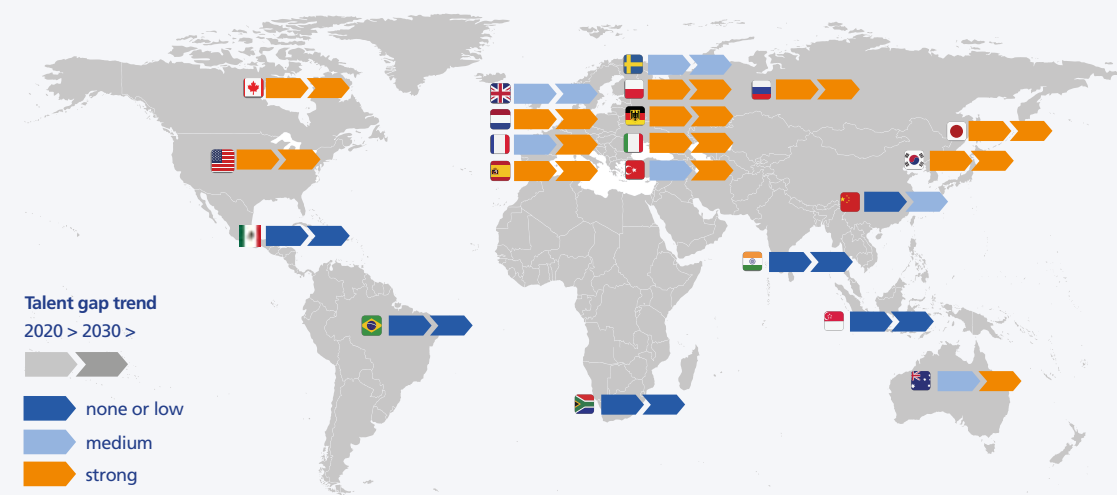 Talent gap trend
2020 > 2030 >
none or low
medium
strong